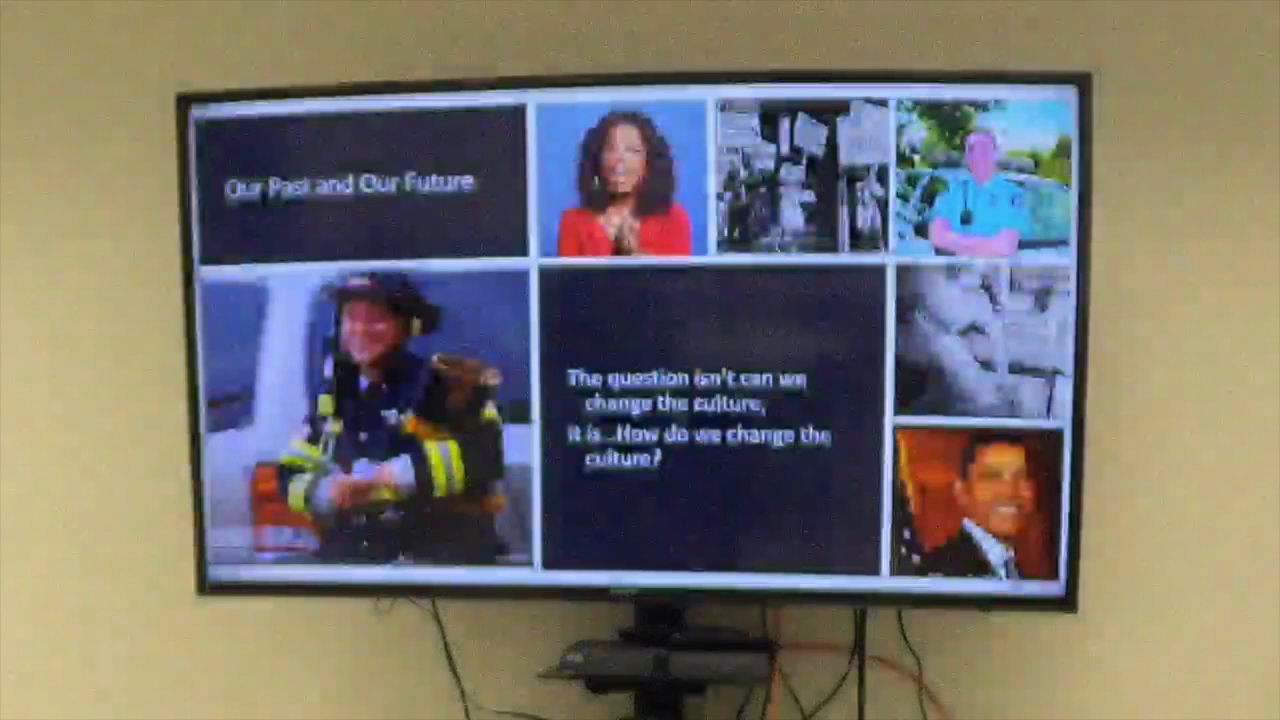 Our Past and Our Future
The question isn't can we
change the culture,
it is...How do we change the
culture?